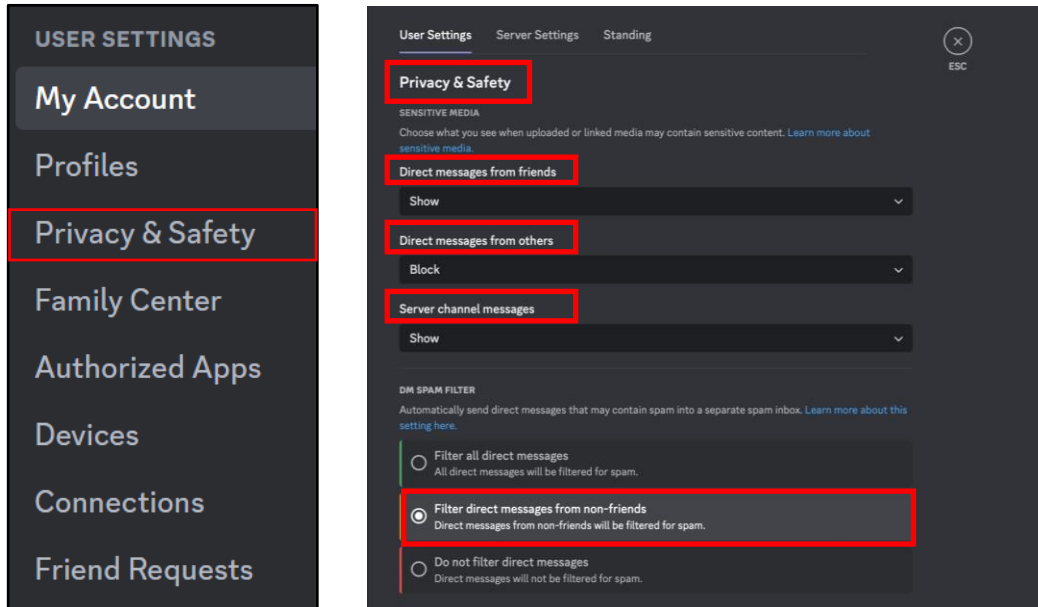 USER SETTINGS
My Account
Profiles
Privacy & Safety
Family Center
Authorized Apps
Devices
Connections
Friend Requests
User Settings Server Settings Standing
ESC
Privacy & Safety
SENSITIVE MEDIA
Choose what you see when uploaded or linked media may contain sensitive content. Learn more about
sensitive media.
Direct messages from friends
Show
Direct messages from others
Block
Server channel messages
Show
DM SPAM FILTER
Automatically send direct messages that may contain spam into a separate spam inbox. Learn more about this
setting here.
Filter all direct messages
All direct messages will be filtered for spam.
Filter direct messages from non-friends
Direct messages from non-friends will be filtered for spam.
Do not filter direct messages
Direct messages will not be filtered for spam.